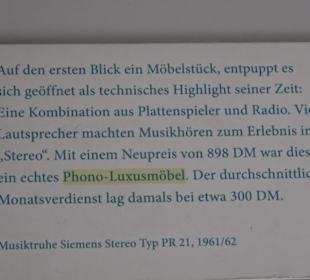 Auf den ersten Blick ein Möbelstück, entpuppt es
sich geöffnet als technisches Highlight seiner Zeit:
Eine Kombination aus Plattenspieler und Radio. Vie
Lautsprecher machten Musikhören zum Erlebnis in
„Stereo“. Mit einem Neupreis von 898 DM war dies
ein echtes Phono-Luxusmöbel. Der durchschnittlic
Monatsverdienst lag damals bei etwa 300 DM.
Musiktruhe Siemens Stereo Typ PR 21, 1961/62